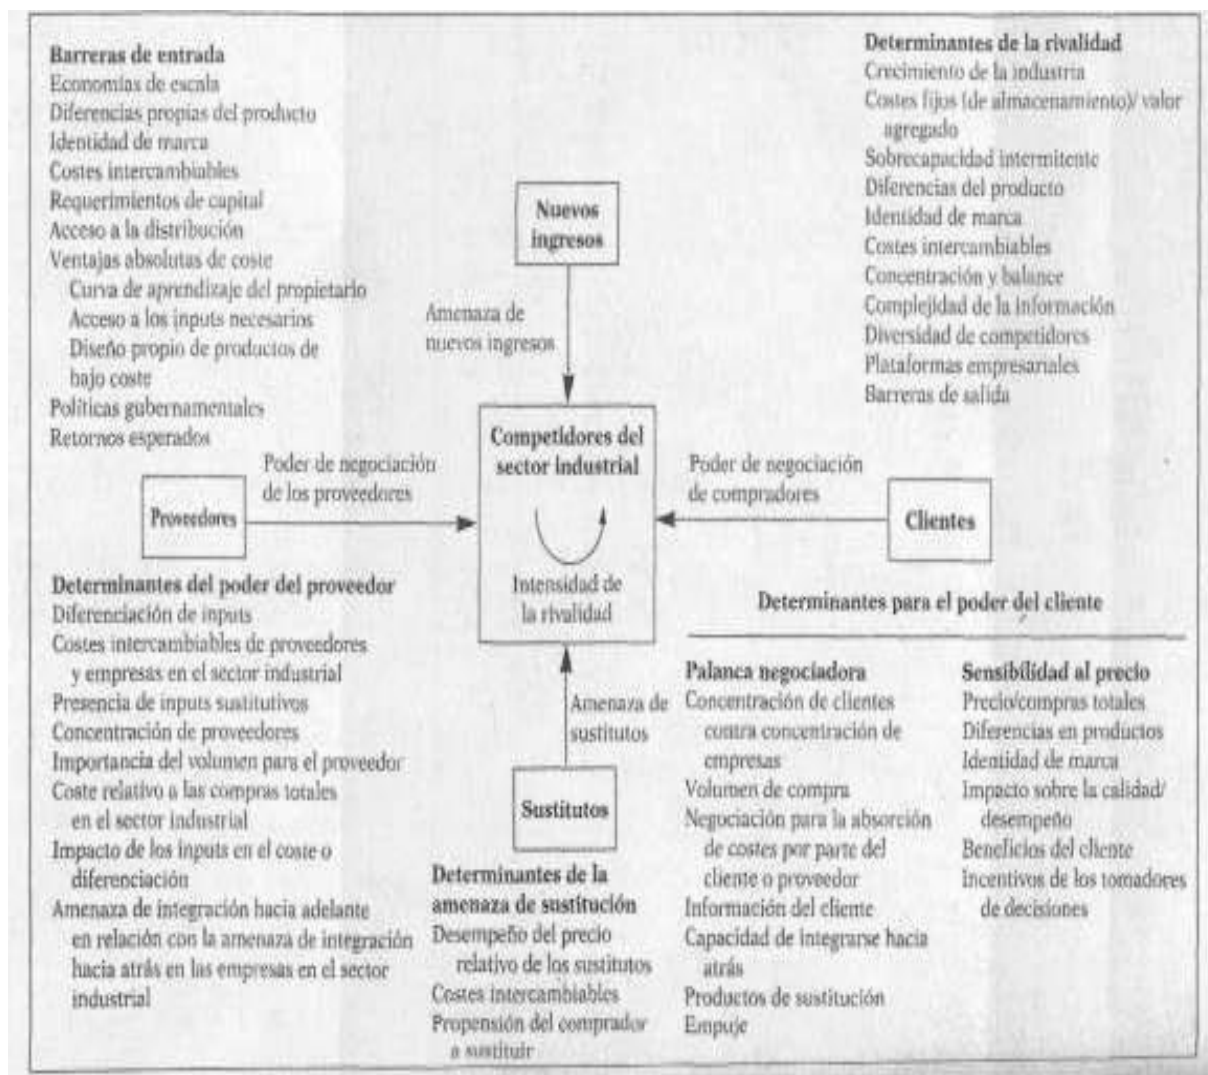 Barreras de entrada
Economías de escala
Diferencias propias del producto
Identidad de marca
Costes intercambiables
Requerimientos de capital
Acceso a la distribución
Ventajas absolutas de coste
Curva de aprendizaje del propietario
Acceso a los inputs necesarios
Diseño propio de productos de
bajo coste
Políticas gubernamentales
Retornos esperados
Determinantes de la rivalidad
Crecimiento de la industria
Costes fijos (de almacenamiento)/ valor
agregado
Sobrecapacidad intermitente
Diferencias del producto
Identidad de marca
Costes intercambiables
Concentración y balance
Complejidad de la información
Diversidad de competidores
Plataformas empresariales
Barreras de salida
Nuevos
ingresos
Amenaza de
nuevos ingresos
Competidores del
sector industrial
Intensidad de
la rivalidad
Poder de negociación
de los proveedores
Proveedores
Poder de negociación
de compradores
Clientes
Determinantes del poder del proveedor
Diferenciación de inputs
Costes intercambiables de proveedores
y empresas en el sector industrial
Presencia de inputs sustitutivos
Concentración de proveedores
Importancia del volumen para el proveedor
Coste relativo a las compras totales
en el sector industrial
Impacto de los inputs en el coste o
diferenciación
Amenaza de integración hacia adelante
en relación con la amenaza de integración
hacia atrás en las empresas en el sector
industrial
Amenaza de
sustitutos
Sustitutos
Determinantes de la
amenaza de sustitución
Desempeño del precio
relativo de los sustitutos
Costes intercambiables
Propensión del comprador
a sustituir
Determinantes para el poder del cliente
Palanca negociadora
Concentración de clientes
contra concentración de
empresas
Volumen de compra
Negociación para la absorción
de costes por parte del
cliente o proveedor
Información del cliente
Capacidad de integrarse hacia
atrás
Productos de sustitución
Empuje
Sensibilidad al precio
Precio/compras totales
Diferencias en productos
Identidad de marca
Impacto sobre la calidad/
desempeño
Beneficios del cliente
Incentivos de los tomadores
de decisiones